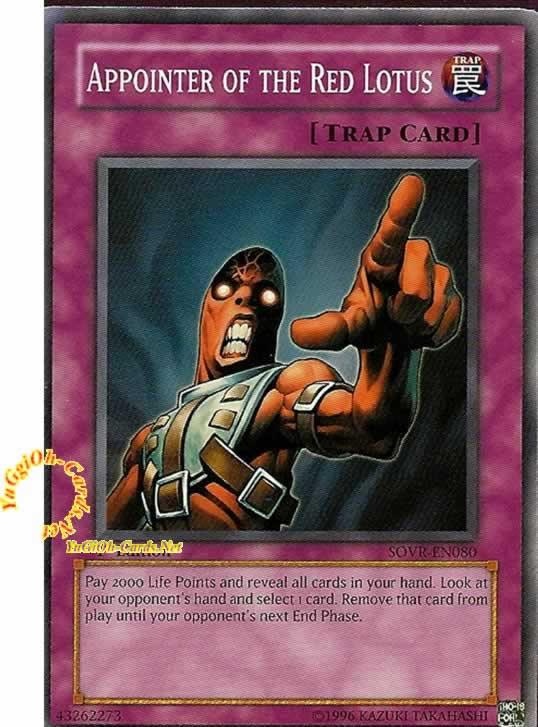 APPOINTER OF THE RED LOTUS
TRAP
罠
[TRAP CARD]
YuGgiOh-Cards.Net
YuGiOh-Cards.Net
SOVR-EN080
Pay 2000 Life Points and reveal all cards in your hand. Look at
your opponent's hand and select 1 card. Remove that card from
play until your opponent's next End Phase.
43262273
©1996 KAZUKI TAKAHASHI